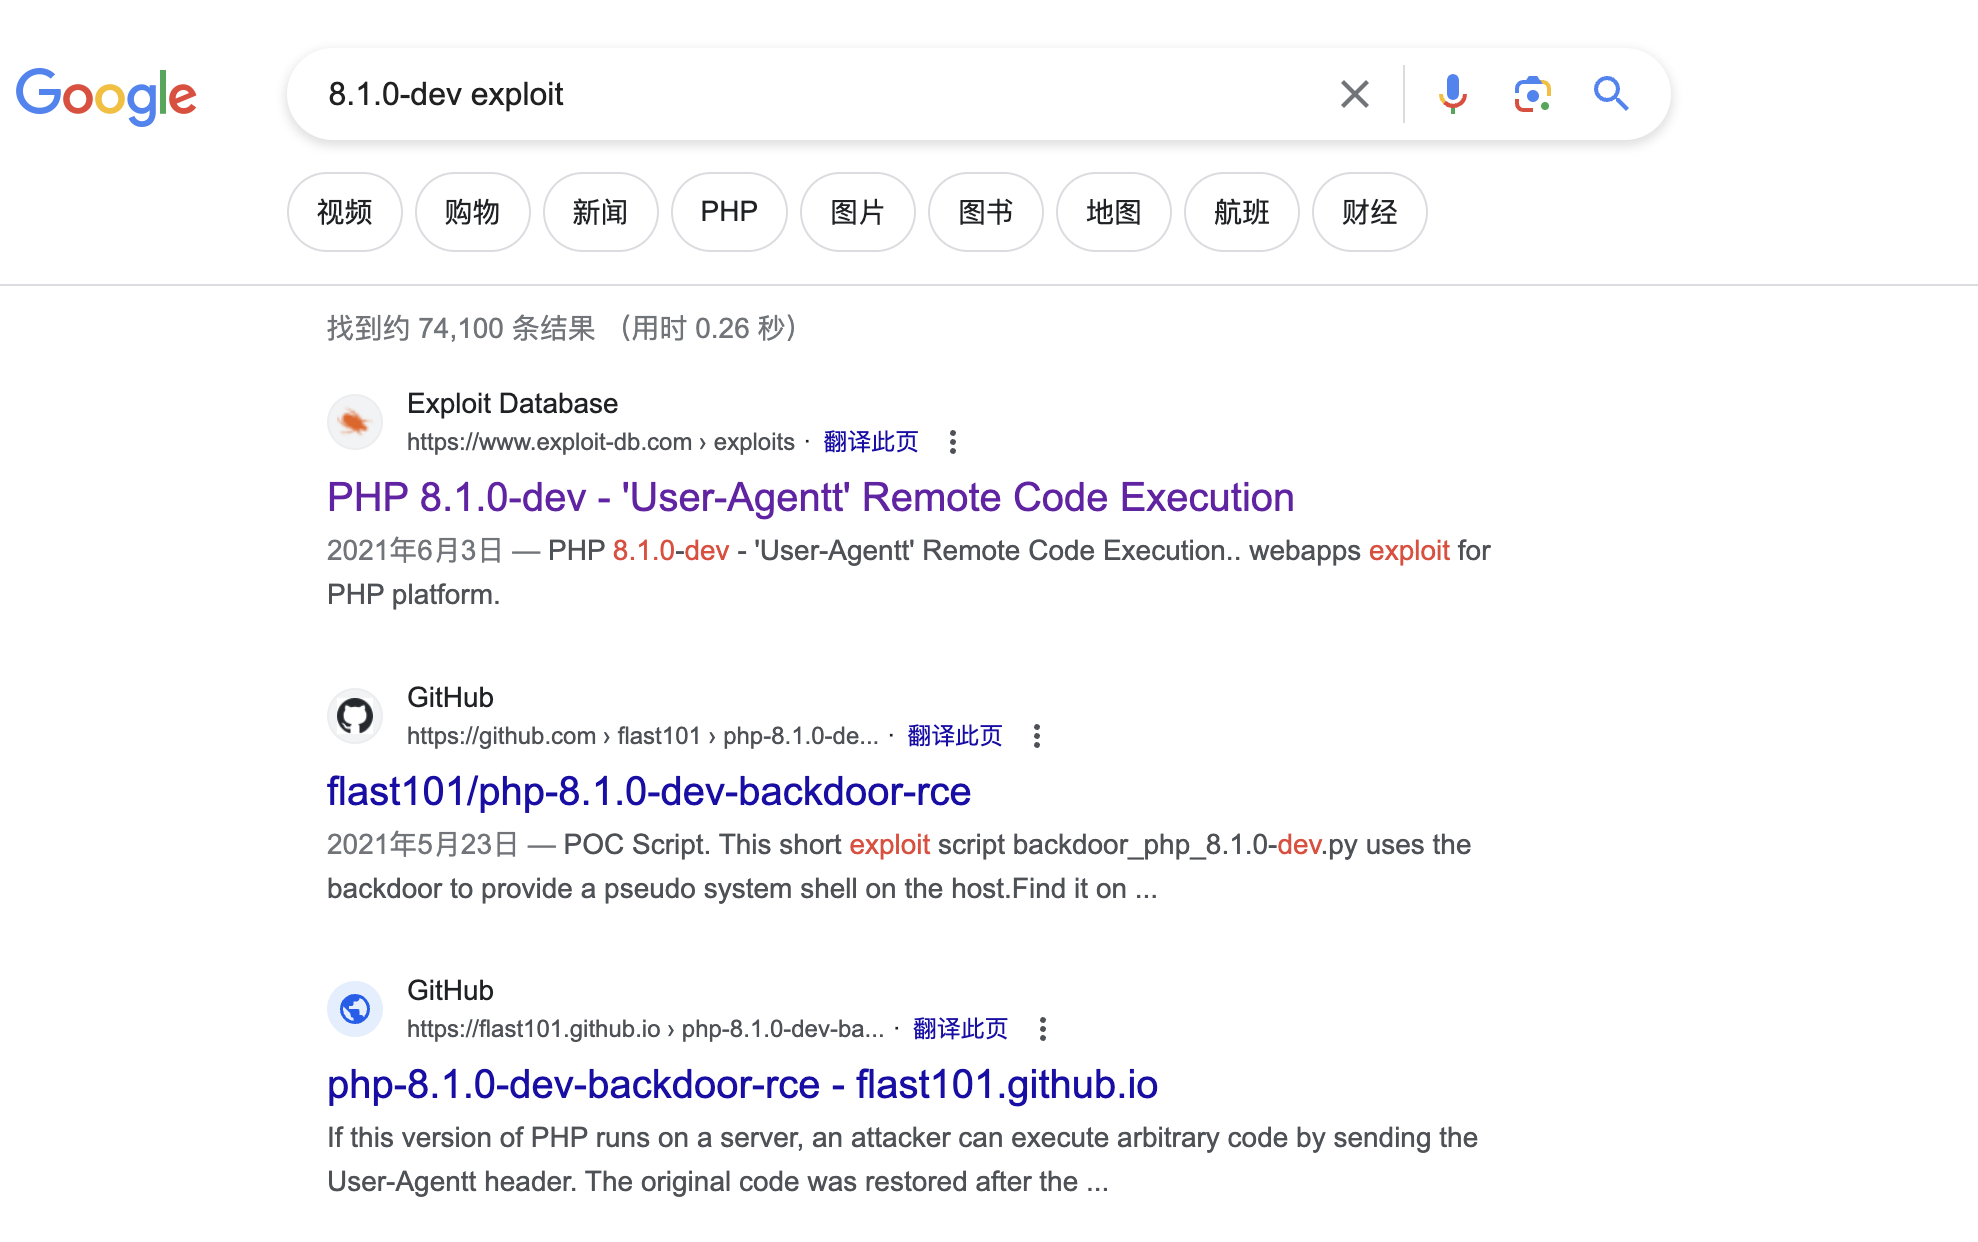 Google
8.1.0-dev exploit
视频 购物 新闻 PHP 图片 图书 地图 航班 财经
找到约 74,100 条结果 （用时 0.26 秒）
Exploit Database
https://www.exploit-db.com › exploits · 翻译此页
PHP 8.1.0-dev - 'User-Agentt' Remote Code Execution
2021年6月3日 — PHP 8.1.0-dev - 'User-Agentt' Remote Code Execution.. webapps exploit for
PHP platform.
GitHub
https://github.com › flast101 › php-8.1.0-de... · 翻译此页
flast101/php-8.1.0-dev-backdoor-rce
2021年5月23日 — POC Script. This short exploit script backdoor_php_8.1.0-dev.py uses the
backdoor to provide a pseudo system shell on the host.Find it on ...
GitHub
https://flast101.github.io › php-8.1.0-dev-ba... · 翻译此页
php-8.1.0-dev-backdoor-rce - flast101.github.io
If this version of PHP runs on a server, an attacker can execute arbitrary code by sending the
User-Agentt header. The original code was restored after the ...